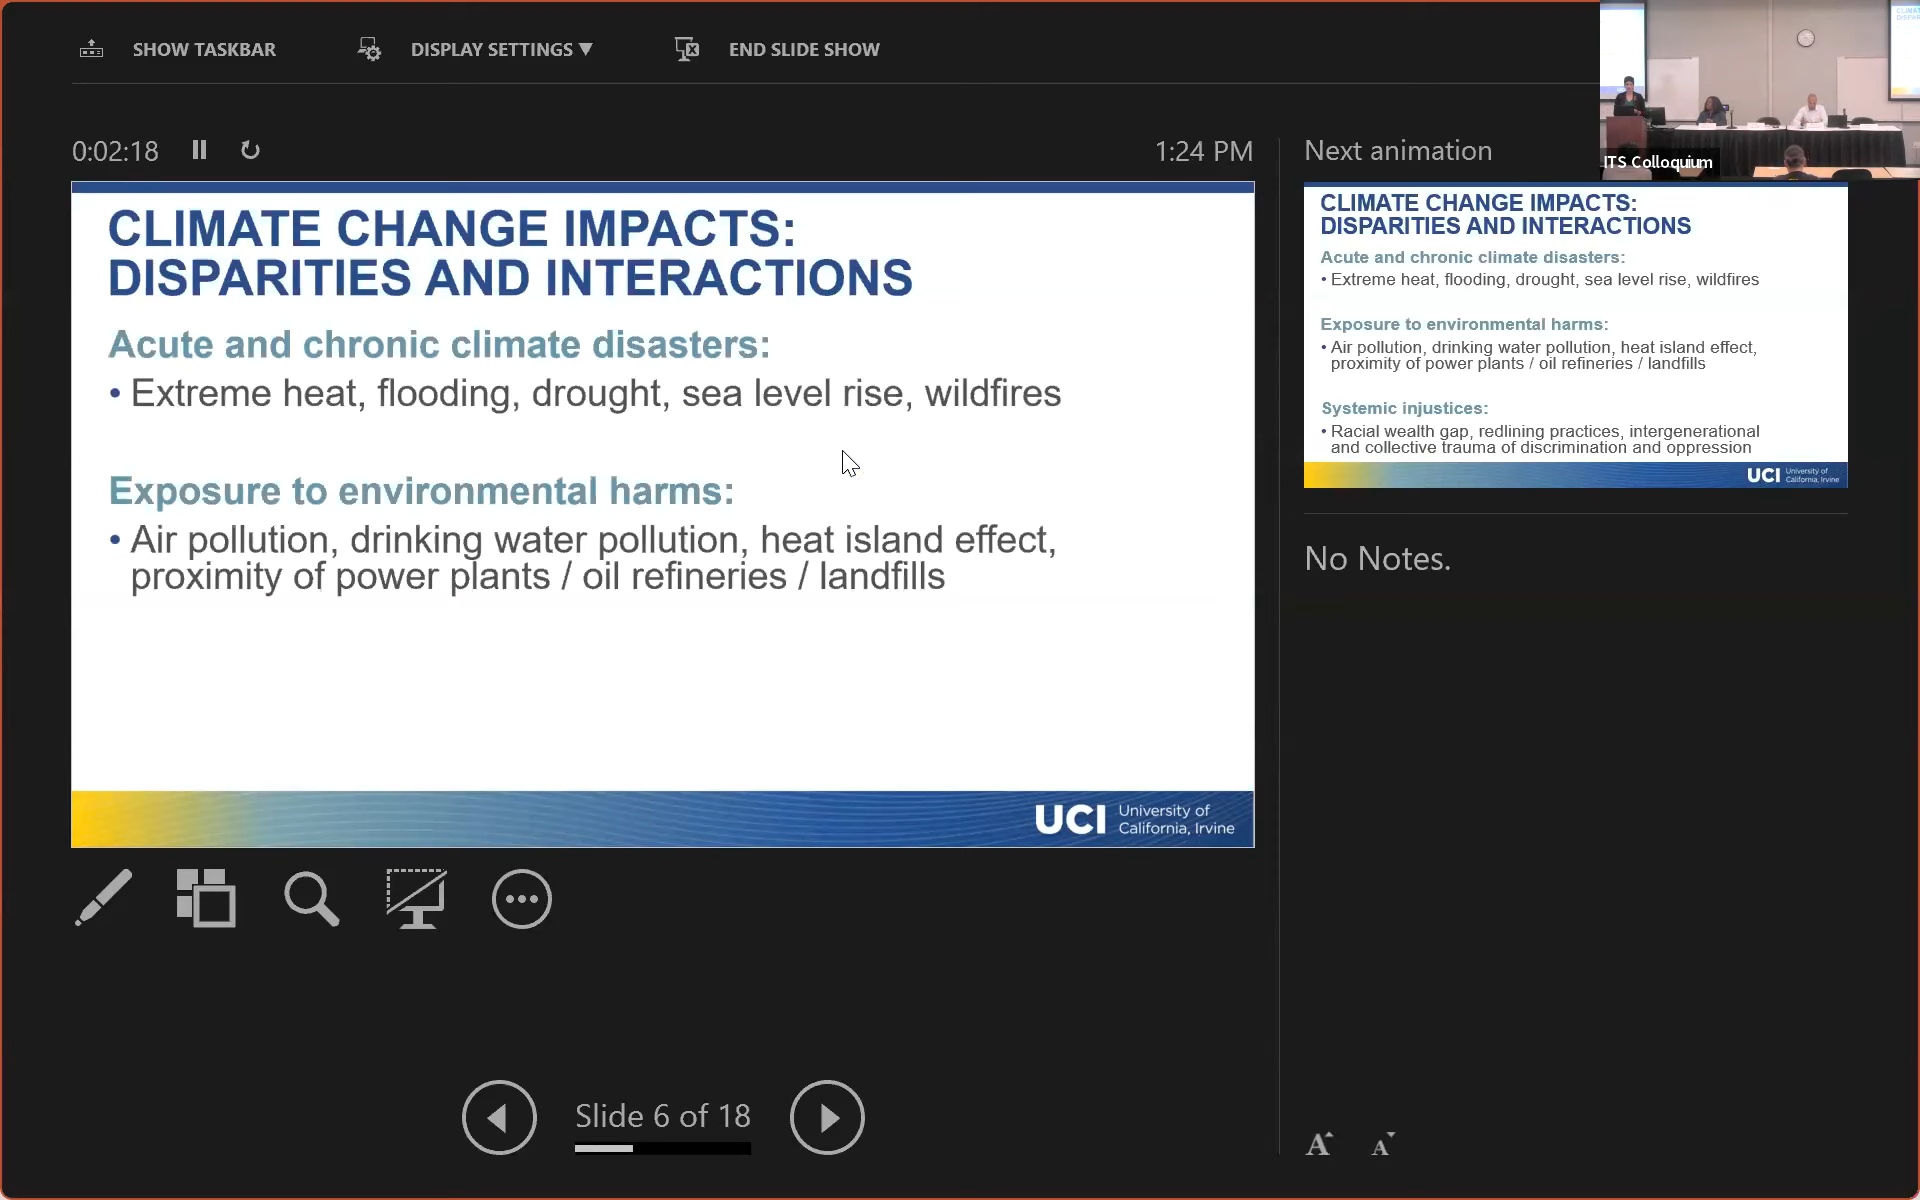 SHOW TASKBAR
DISPLAY SETTINGS ▼
END SLIDE SHOW
ITS Colloquium
0:02:18
1:24 PM
CLIMATE CHANGE IMPACTS:
DISPARITIES AND INTERACTIONS
Acute and chronic climate disasters:
• Extreme heat, flooding, drought, sea level rise, wildfires
Exposure to environmental harms:
• Air pollution, drinking water pollution, heat island effect,
proximity of power plants / oil refineries / landfills
UCI University of
California, Irvine
Slide 6 of 18
Next animation
CLIMATE CHANGE IMPACTS:
DISPARITIES AND INTERACTIONS
Acute and chronic climate disasters:
• Extreme heat, flooding, drought, sea level rise, wildfires
Exposure to environmental harms:
• Air pollution, drinking water pollution, heat island effect,
proximity of power plants / oil refineries / landfills
Systemic injustices:
• Racial wealth gap, redlining practices, intergenerational
and collective trauma of discrimination and oppression
UCI University of
California, Irvine
No Notes.
A A